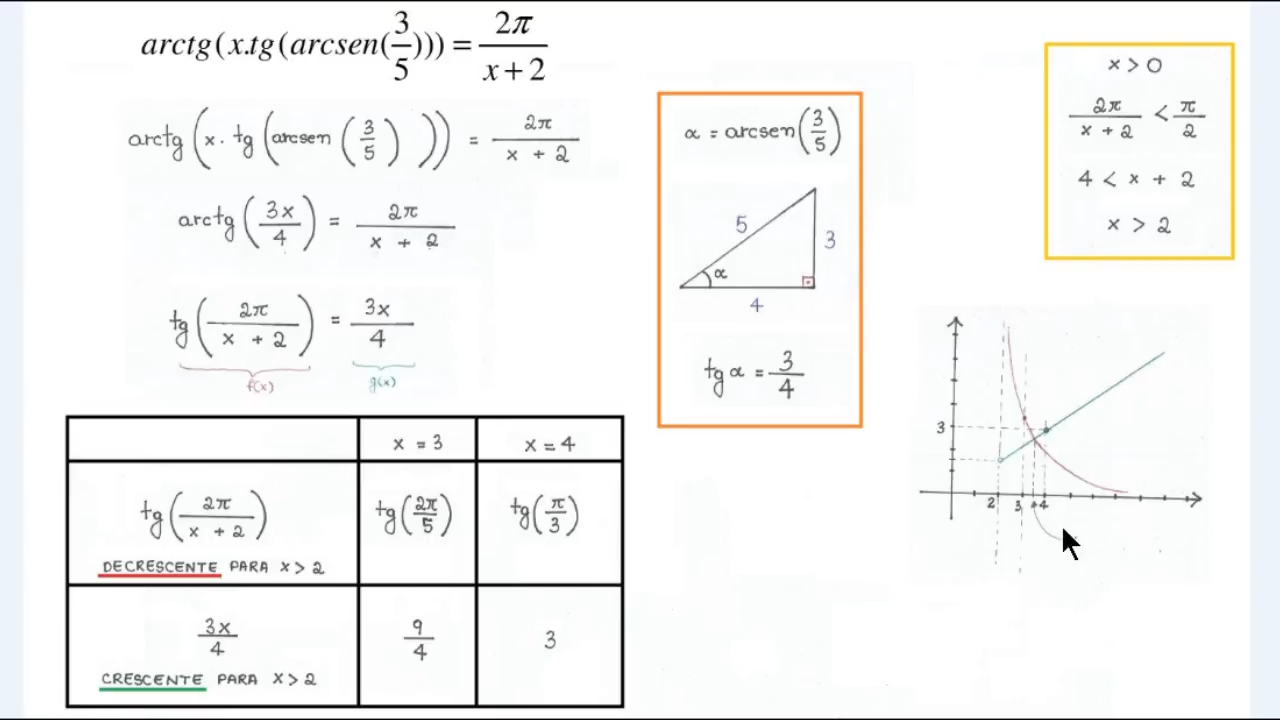 arctg(x.tg(arcsen(3/5))) = 2π/(x+2)
arctg(x. tg(arcsen(3/5))) = 2π/(x + 2)
arctg(3x/4) = 2π/(x + 2)
tg(2π/(x + 2)) = 3x/4
f(x) g(x)
x = 3 x = 4
tg(2π/(x + 2)) tg(2π/5) tg(π/3)
DECRESCENTE PARA x > 2
3x/4 9/4 3
CRESCENTE PARA x > 2
α = arcsen(3/5)
5 3
α
4
tg α = 3/4
x > 0
2π/(x + 2) < π/2
4 < x + 2
x > 2
3
2 3 4